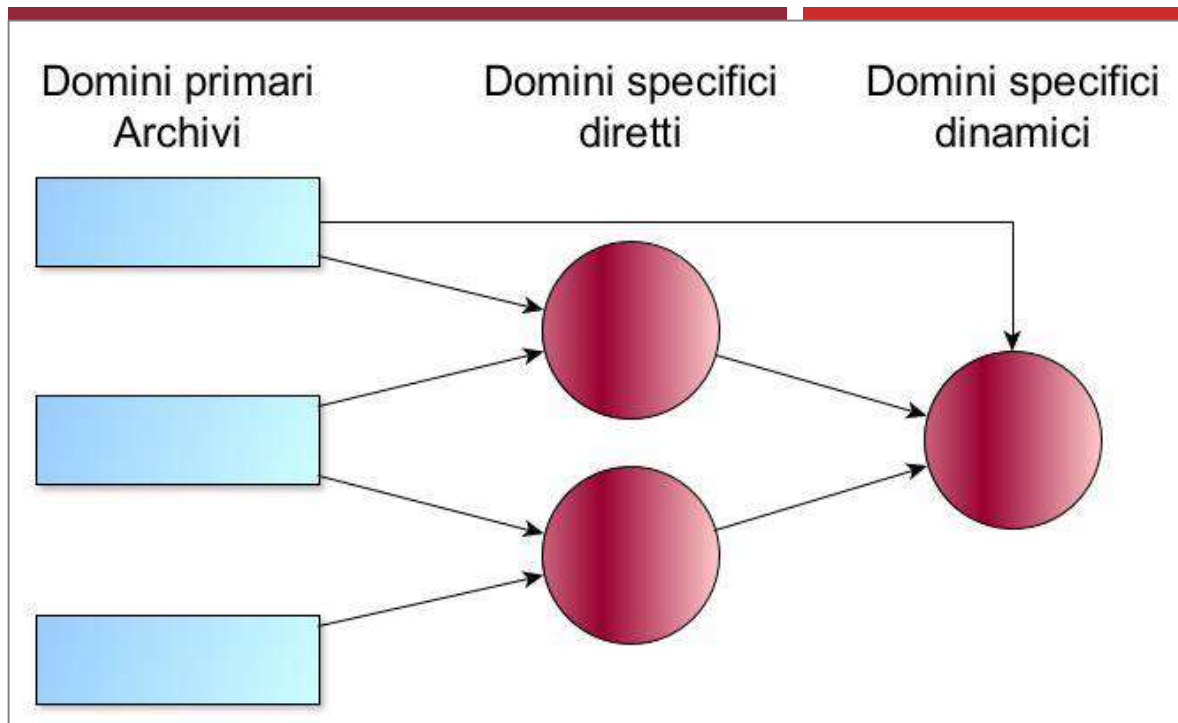 Domini primari
Archivi
Domini specifici
diretti
Domini specifici
dinamici